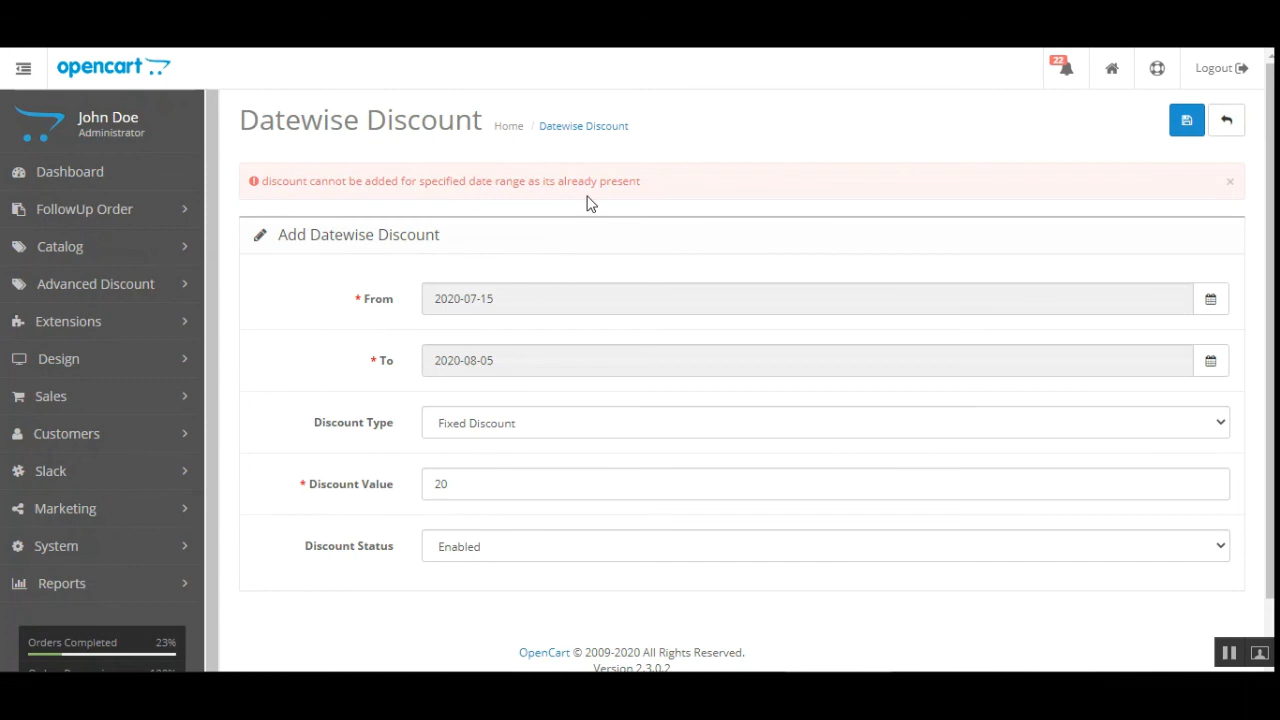 opencart
22
Logout
John Doe
Administrator
Datewise Discount
Home / Datewise Discount
discount cannot be added for specified date range as its already present
×
Dashboard
FollowUp Order
Catalog
Advanced Discount
Extensions
Design
Sales
Customers
Slack
Marketing
System
Reports
Orders Completed 23%
Add Datewise Discount
* From 2020-07-15
* To 2020-08-05
Discount Type Fixed Discount
* Discount Value 20
Discount Status Enabled
OpenCart © 2009-2020 All Rights Reserved.
Version 2.3.0.2